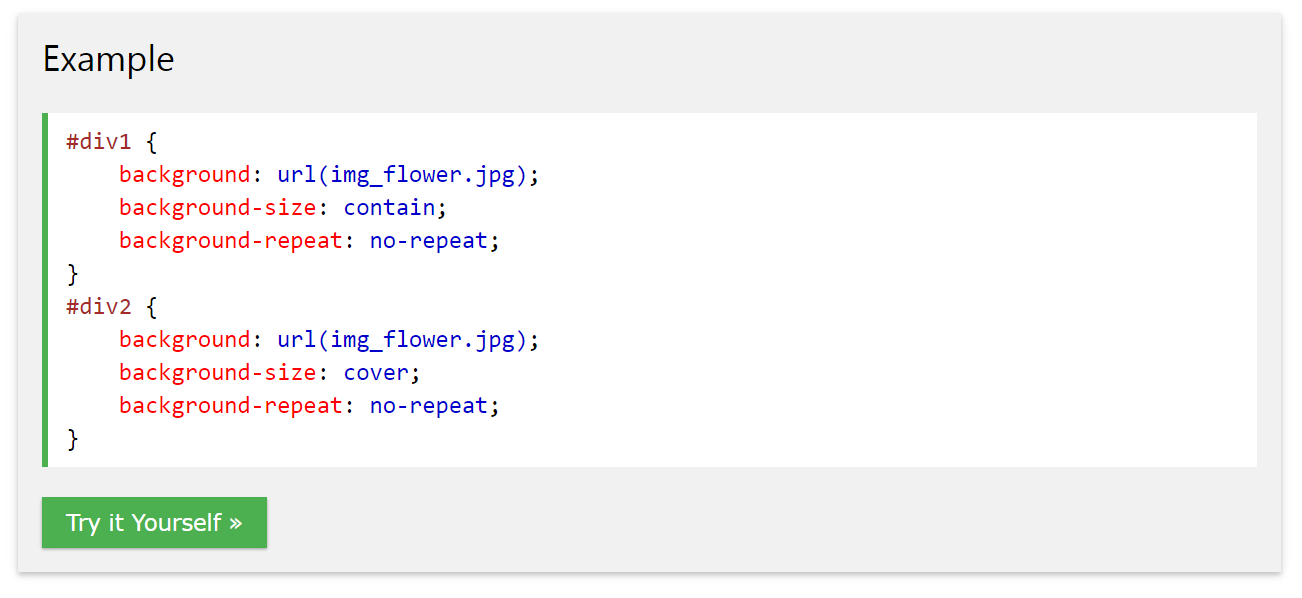 Example
#div1 {
    background: url(img_flower.jpg);
    background-size: contain;
    background-repeat: no-repeat;
}
#div2 {
    background: url(img_flower.jpg);
    background-size: cover;
    background-repeat: no-repeat;
}
Try it Yourself »